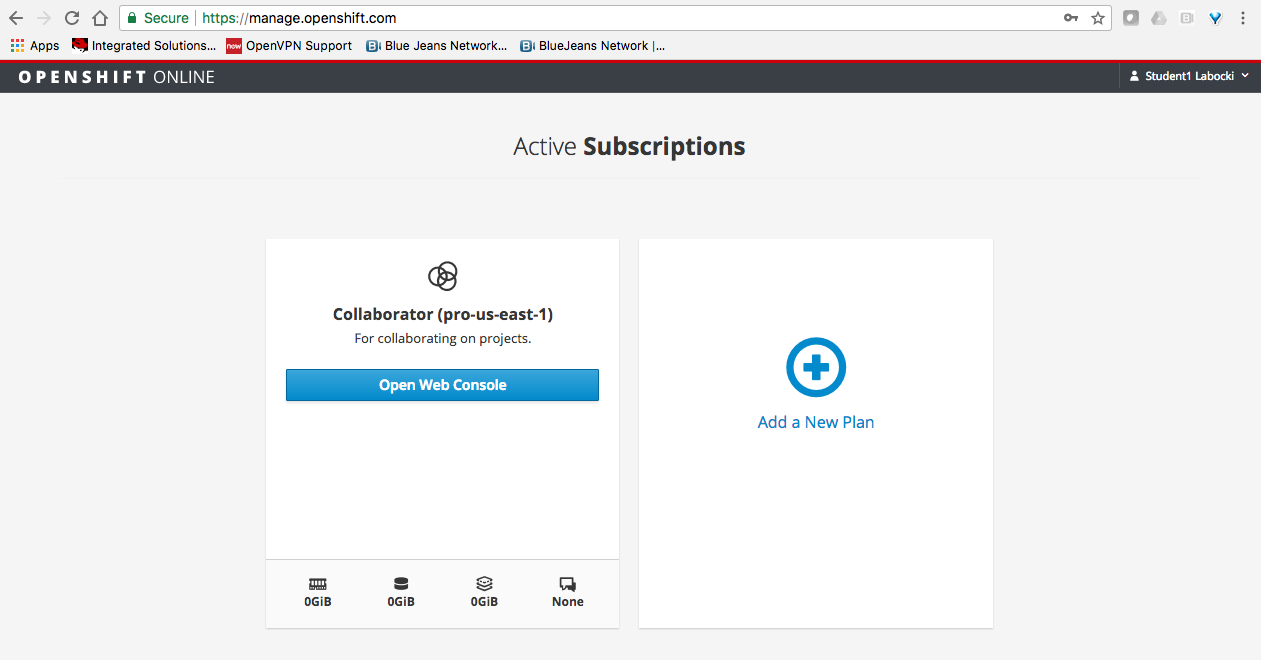 Secure https://manage.openshift.com
Apps Integrated Solutions... now OpenVPN Support Blue Jeans Network... BlueJeans Network |...
OPENSHIFT ONLINE Student1 Labocki
Active Subscriptions
Collaborator (pro-us-east-1)
For collaborating on projects.
Open Web Console
Add a New Plan
0GiB 0GiB 0GiB None